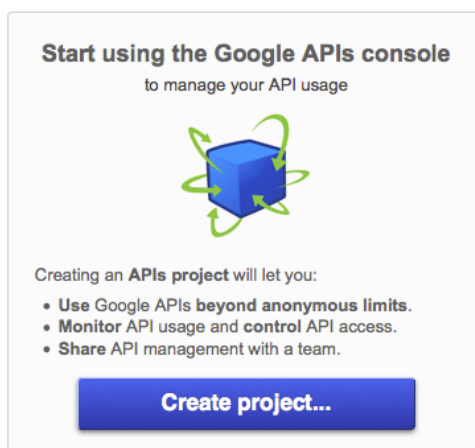 Start using the Google APIs console
to manage your API usage
Creating an APIs project will let you:
• Use Google APIs beyond anonymous limits.
• Monitor API usage and control API access.
• Share API management with a team.
Create project...